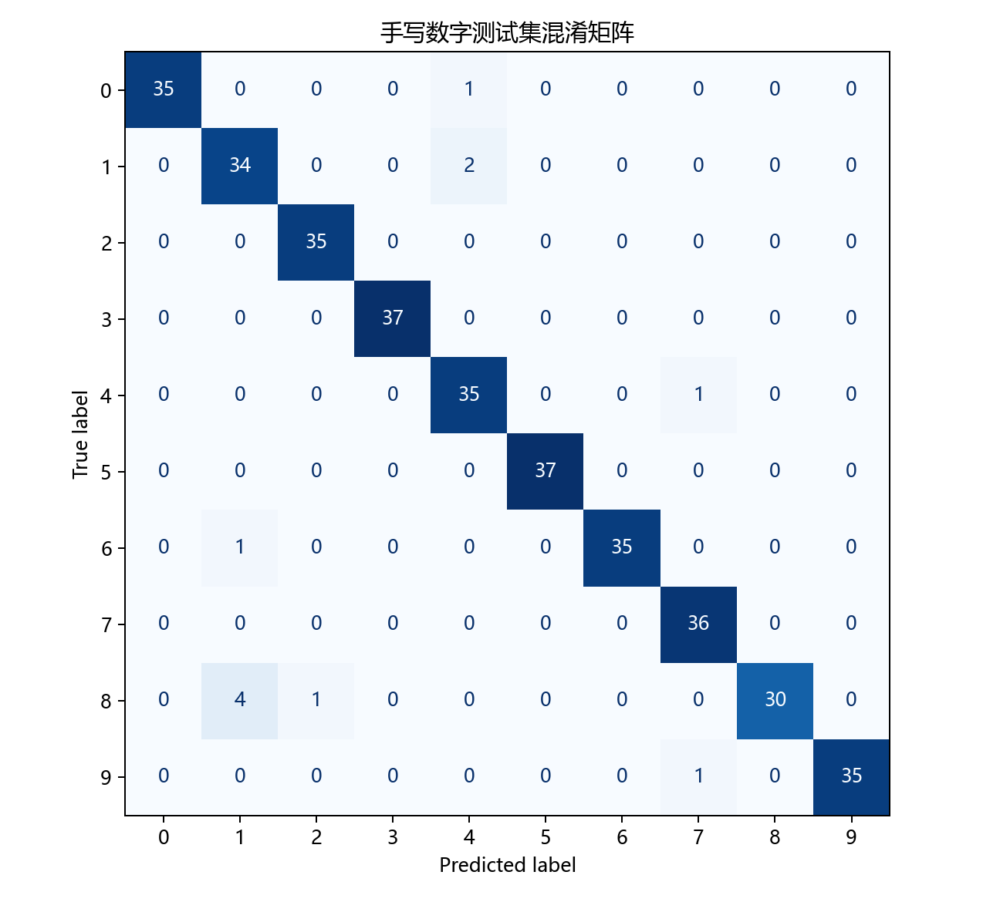 手写数字测试集混淆矩阵
0 35 0 0 0 1 0 0 0 0 0
1 0 34 0 0 2 0 0 0 0 0
2 0 0 35 0 0 0 0 0 0 0
3 0 0 0 37 0 0 0 0 0 0
4 0 0 0 0 35 0 0 1 0 0
True label
5 0 0 0 0 0 37 0 0 0 0
6 0 1 0 0 0 0 35 0 0 0
7 0 0 0 0 0 0 0 36 0 0
8 0 4 1 0 0 0 0 0 30 0
9 0 0 0 0 0 0 0 1 0 35
0 1 2 3 4 5 6 7 8 9
Predicted label